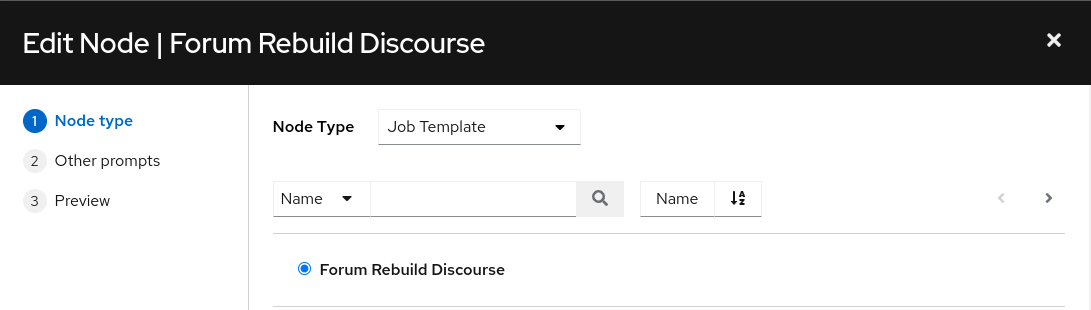 Edit Node | Forum Rebuild Discourse
1 Node type
2 Other prompts
3 Preview
Node Type Job Template
Name Name
Forum Rebuild Discourse